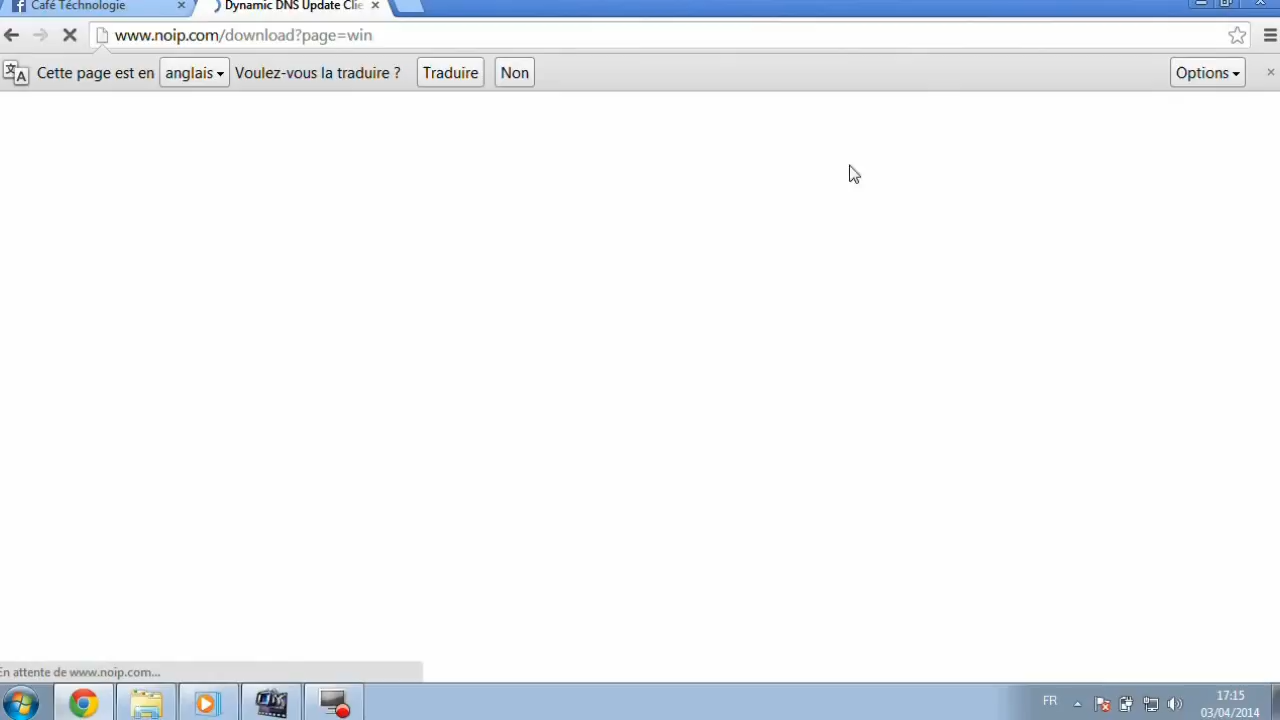 Café Téchnologie
Dynamic DNS Update Clie
www.noip.com/download?page=win
Cette page est en anglais Voulez-vous la traduire ? Traduire Non Options
En attente de www.noip.com...
FR
17:15
03/04/2014